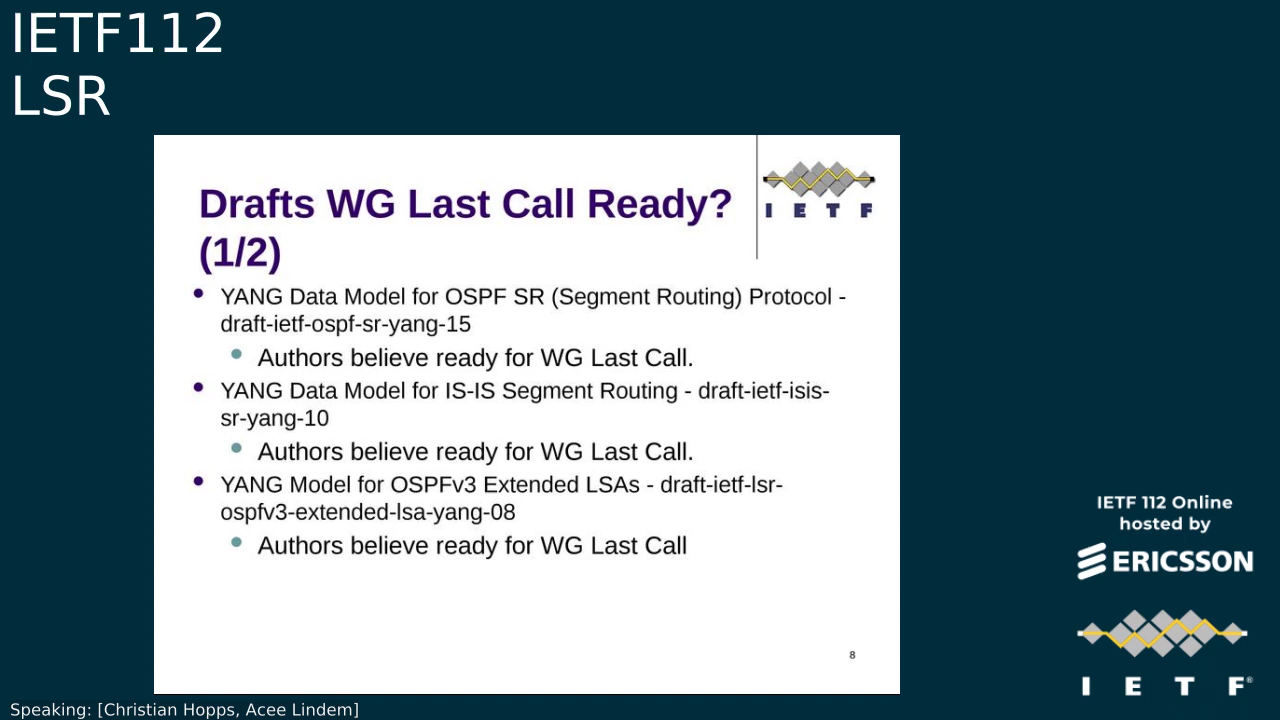 IETF112
LSR
Drafts WG Last Call Ready?
(1/2)
I E T F
• YANG Data Model for OSPF SR (Segment Routing) Protocol -
draft-ietf-ospf-sr-yang-15
• Authors believe ready for WG Last Call.
• YANG Data Model for IS-IS Segment Routing - draft-ietf-isis-
sr-yang-10
• Authors believe ready for WG Last Call.
• YANG Model for OSPFv3 Extended LSAs - draft-ietf-lsr-
ospfv3-extended-lsa-yang-08
• Authors believe ready for WG Last Call
8
IETF 112 Online
hosted by
ERICSSON
I E T F®
Speaking: [Christian Hopps, Acee Lindem]